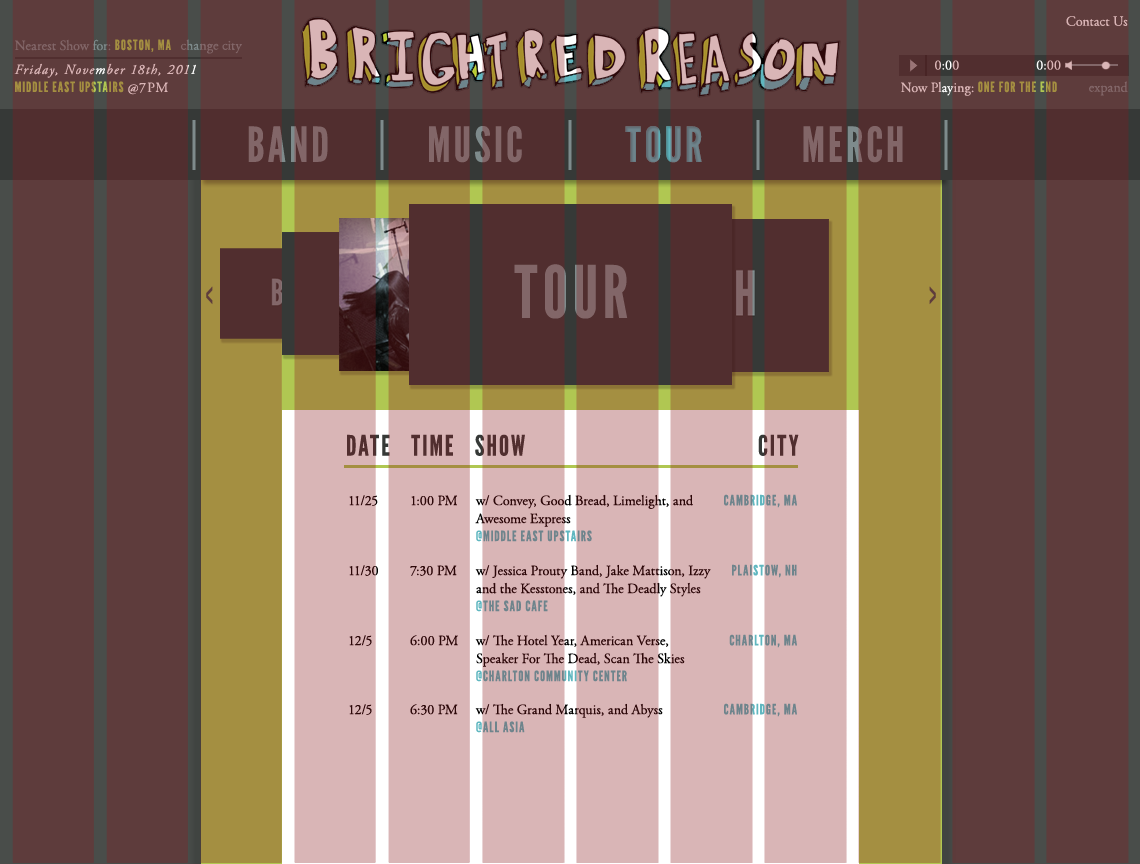 Contact Us
Nearest Show for: BOSTON, MA change city
Friday, November 18th, 2011
MIDDLE EAST UPSTAIRS @7PM
BRIGHT RED REASON
0:00 0:00
Now Playing: ONE FOR THE END expand
BAND MUSIC TOUR MERCH
< B TOUR H >
DATE TIME SHOW CITY
11/25 1:00 PM w/ Convey, Good Bread, Limelight, and CAMBRIDGE, MA
Awesome Express
@MIDDLE EAST UPSTAIRS
11/30 7:30 PM w/ Jessica Prouty Band, Jake Mattison, Izzy PLAISTOW, NH
and the Kesstones, and The Deadly Styles
@THE SAD CAFE
12/5 6:00 PM w/ The Hotel Year, American Verse, CHARLTON, MA
Speaker For The Dead, Scan The Skies
@CHARLTON COMMUNITY CENTER
12/5 6:30 PM w/ The Grand Marquis, and Abyss CAMBRIDGE, MA
@ALL ASIA